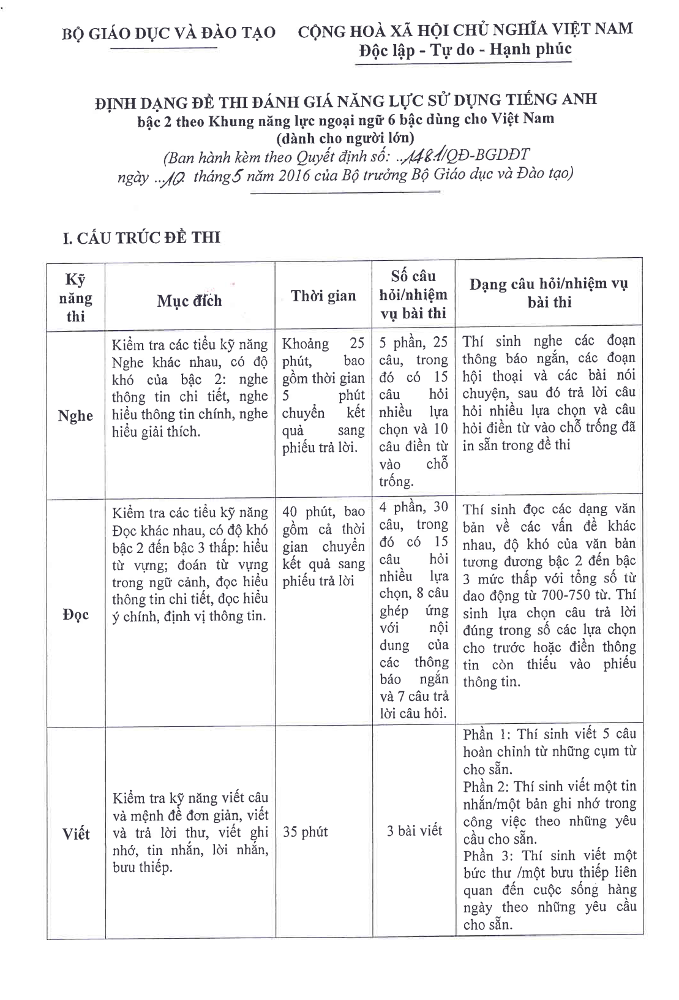 BỘ GIÁO DỤC VÀ ĐÀO TẠO CỘNG HOÀ XÃ HỘI CHỦ NGHĨA VIỆT NAM
Độc lập - Tự do - Hạnh phúc
ĐỊNH DẠNG ĐỀ THI ĐÁNH GIÁ NĂNG LỰC SỬ DỤNG TIẾNG ANH
bậc 2 theo Khung năng lực ngoại ngữ 6 bậc dùng cho Việt Nam
(dành cho người lớn)
(Ban hành kèm theo Quyết định số: ..1481/QĐ-BGDĐT
ngày ...10. tháng 5 năm 2016 của Bộ trưởng Bộ Giáo dục và Đào tạo)
I. CẤU TRÚC ĐỀ THI
Kỹ
năng
thi
Mục đích
Thời gian
Số câu
hỏi/nhiệm
vụ bài thi
Dạng câu hỏi/nhiệm vụ
bài thi
Nghe
Kiểm tra các tiểu kỹ năng
Nghe khác nhau, có độ
khó của bậc 2: nghe
thông tin chi tiết, nghe
hiểu thông tin chính, nghe
hiểu giải thích.
Khoảng 25
phút, bao
gồm thời gian
5 phút
chuyển kết
quả sang
phiếu trả lời.
5 phần, 25
câu, trong
đó có 15
câu hỏi
nhiều lựa
chọn và 10
câu điền từ
vào chỗ
trống.
Thí sinh nghe các đoạn
thông báo ngắn, các đoạn
hội thoại và các bài nói
chuyện, sau đó trả lời câu
hỏi nhiều lựa chọn và câu
hỏi điền từ vào chỗ trống đã
in sẵn trong đề thi
Đọc
Kiểm tra các tiểu kỹ năng
Đọc khác nhau, có độ khó
bậc 2 đến bậc 3 thấp: hiểu
từ vựng; đoán từ vựng
trong ngữ cảnh, đọc hiểu
thông tin chi tiết, đọc hiểu
ý chính, định vị thông tin.
40 phút, bao
gồm cả thời
gian chuyển
kết quả sang
phiếu trả lời
4 phần, 30
câu, trong
đó có 15
câu hỏi
nhiều lựa
chọn, 8 câu
ghép ứng
với nội
dung của
các thông
báo ngắn
và 7 câu trả
lời câu hỏi.
Thí sinh đọc các dạng văn
bản về các vấn đề khác
nhau, độ khó của văn bản
tương đương bậc 2 đến bậc
3 mức thấp với tổng số từ
dao động từ 700-750 từ. Thí
sinh lựa chọn câu trả lời
đúng trong số các lựa chọn
cho trước hoặc điền thông
tin còn thiếu vào phiếu
thông tin.
Viết
Kiểm tra kỹ năng viết câu
và mệnh đề đơn giản, viết
và trả lời thư, viết ghi
nhớ, tin nhắn, lời nhắn,
bưu thiếp.
35 phút
3 bài viết
Phần 1: Thí sinh viết 5 câu
hoàn chỉnh từ những cụm từ
cho sẵn.
Phần 2: Thí sinh viết một tin
nhắn/một bản ghi nhớ trong
công việc theo những yêu
cầu cho sẵn.
Phần 3: Thí sinh viết một
bức thư /một bưu thiếp liên
quan đến cuộc sống hàng
ngày theo những yêu cầu
cho sẵn.